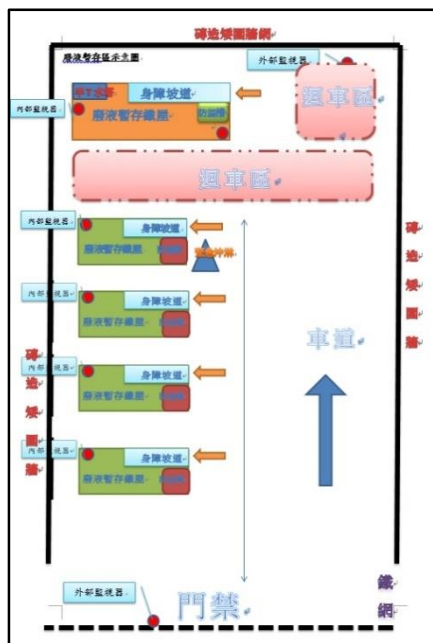 磚造矮圍牆網
廢液暫存區示意圖
外部監視器
身障坡道
迴車區
內部監視器
廢液暫存鐵屋
迴車區
內部監視器
身障坡道
廢液暫存鐵屋
緊急沖淋
磚造矮圍牆
內部監視器
身障坡道
廢液暫存鐵屋
車道
磚造矮圍牆
內部監視器
身障坡道
廢液暫存鐵屋
內部監視器
身障坡道
廢液暫存鐵屋
外部監視器
門禁
鐵網